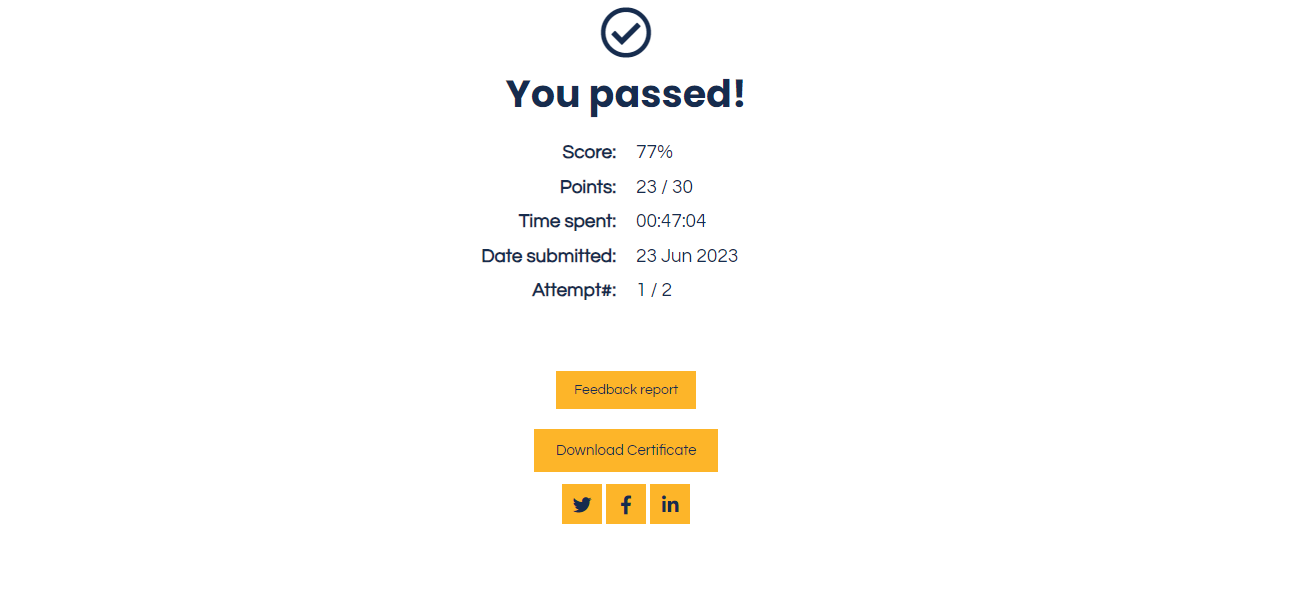 You passed!
Score: 77%
Points: 23 / 30
Time spent: 00:47:04
Date submitted: 23 Jun 2023
Attempt#: 1 / 2
Feedback report
Download Certificate